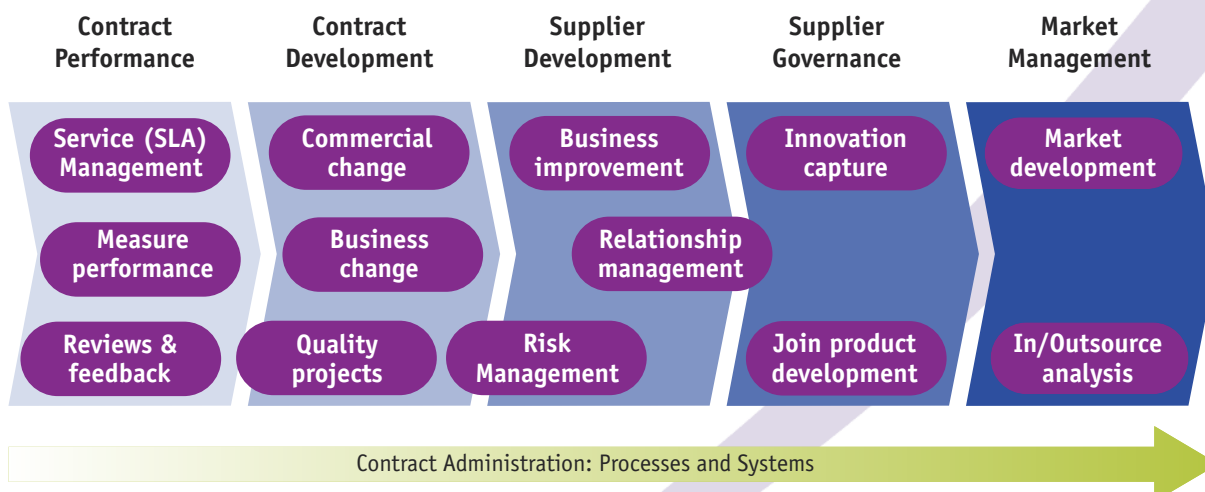 Contract
Performance
Contract
Development
Supplier
Development
Supplier
Governance
Market
Management
Service (SLA)
Management
Commercial
change
Business
improvement
Innovation
capture
Market
development
Measure
performance
Business
change
Relationship
management
Reviews &
feedback
Quality
projects
Risk
Management
Join product
development
In/Outsource
analysis
Contract Administration: Processes and Systems